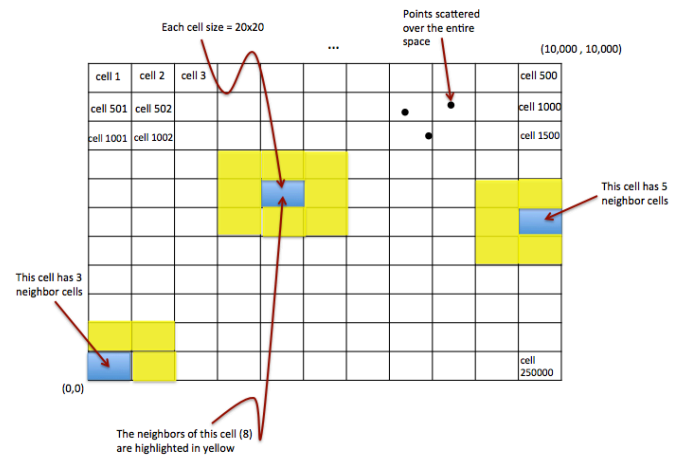 Each cell size = 20x20
Points scattered
over the entire
space
...
(10,000 , 10,000)
cell 1 cell 2 cell 3 cell 500
cell 501 cell 502 cell 1000
cell 1001 cell 1002 cell 1500
This cell has 5
neighbor cells
This cell has 3
neighbor cells
cell
250000
(0,0)
The neighbors of this cell (8)
are highlighted in yellow